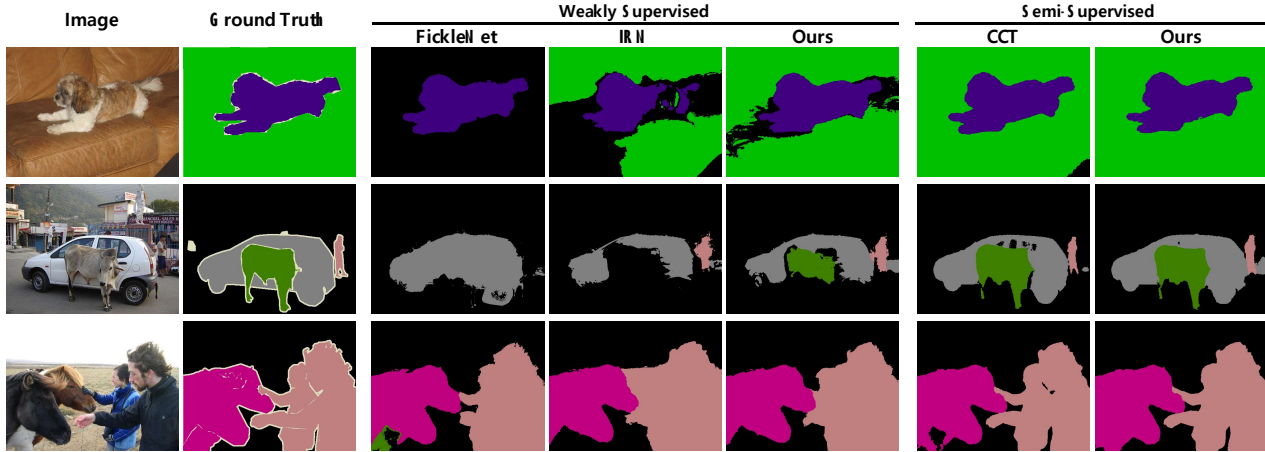 Weakly Supervised
Semi-Supervised
Image
Ground Truth
FickleNet
IRN
Ours
CCT
Ours